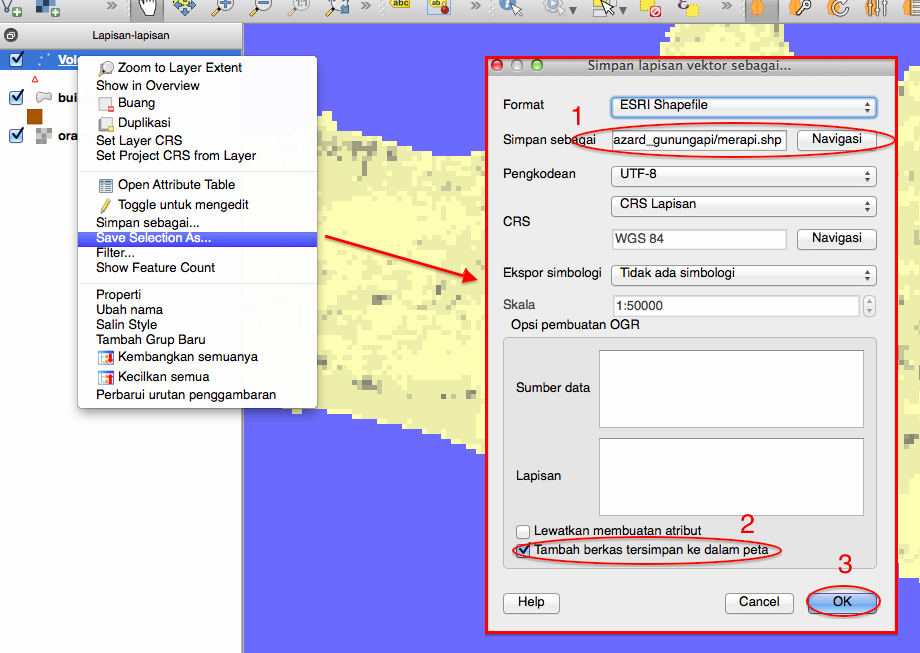 abc
ab
1:1
Lapisan-lapisan
Vol
bui
ora
Zoom to Layer Extent
Show in Overview
Buang
Duplikasi
Set Layer CRS
Set Project CRS from Layer
Open Attribute Table
Toggle untuk mengedit
Simpan sebagai...
Save Selection As...
Filter...
Show Feature Count
Properti
Ubah nama
Salin Style
Tambah Grup Baru
Kembangkan semuanya
Kecilkan semua
Perbarui urutan penggambaran
Simpan lapisan vektor sebagai...
Format
ESRI Shapefile
1
Simpan sebagai
azard_gunungapi/merapi.shp
Navigasi
Pengkodean
UTF-8
CRS Lapisan
CRS
WGS 84
Navigasi
Ekspor simbologi
Tidak ada simbologi
Skala
1:50000
Opsi pembuatan OGR
Sumber data
Lapisan
Lewatkan membuatan atribut
2
Tambah berkas tersimpan ke dalam peta
3
Help
Cancel
OK